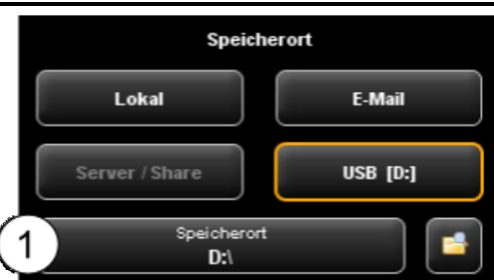 Speicherort
Lokal
E-Mail
Server / Share
USB [D:]
1
Speicherort
D:\